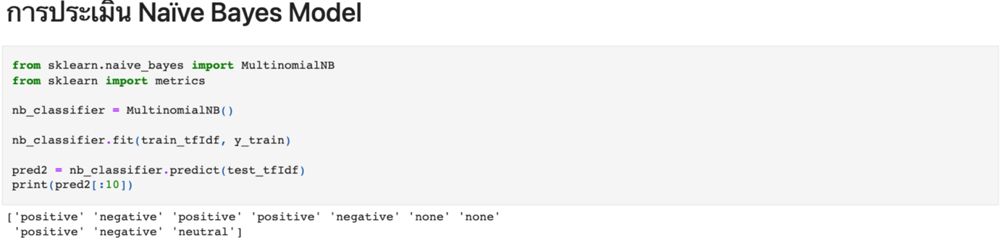 การประเมิน Naïve Bayes Model
from sklearn.naive_bayes import MultinomialNB
from sklearn import metrics
nb_classifier = MultinomialNB()
nb_classifier.fit(train_tfIdf, y_train)
pred2 = nb_classifier.predict(test_tfIdf)
print(pred2[:10])
['positive' 'negative' 'positive' 'positive' 'negative' 'none' 'none'
 'positive' 'negative' 'neutral']